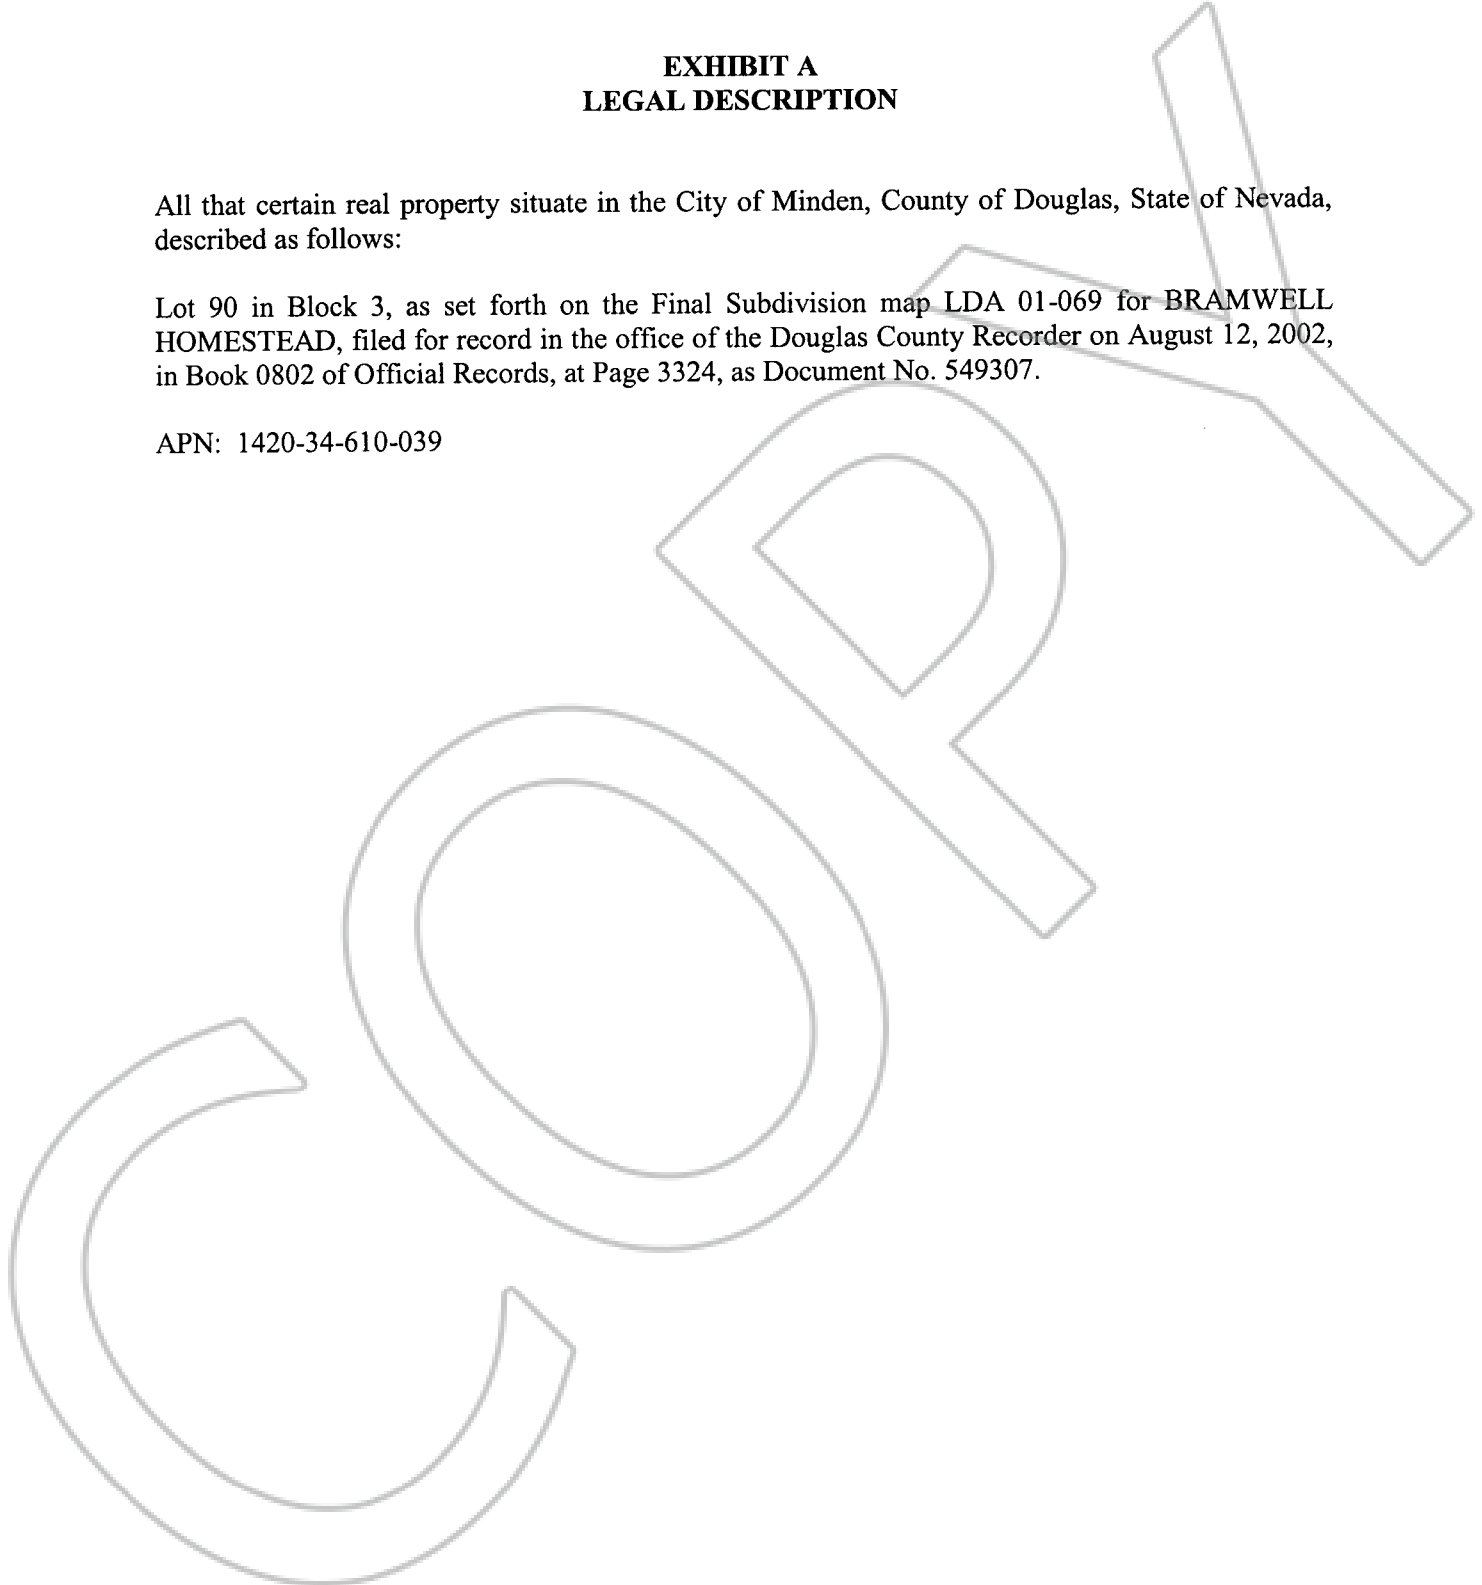 EXHIBIT A
LEGAL DESCRIPTION
All that certain real property situate in the City of Minden, County of Douglas, State of Nevada,
described as follows:
Lot 90 in Block 3, as set forth on the Final Subdivision map LDA 01-069 for BRAMWELL
HOMESTEAD, filed for record in the office of the Douglas County Recorder on August 12, 2002,
in Book 0802 of Official Records, at Page 3324, as Document No. 549307.
APN: 1420-34-610-039
COPY